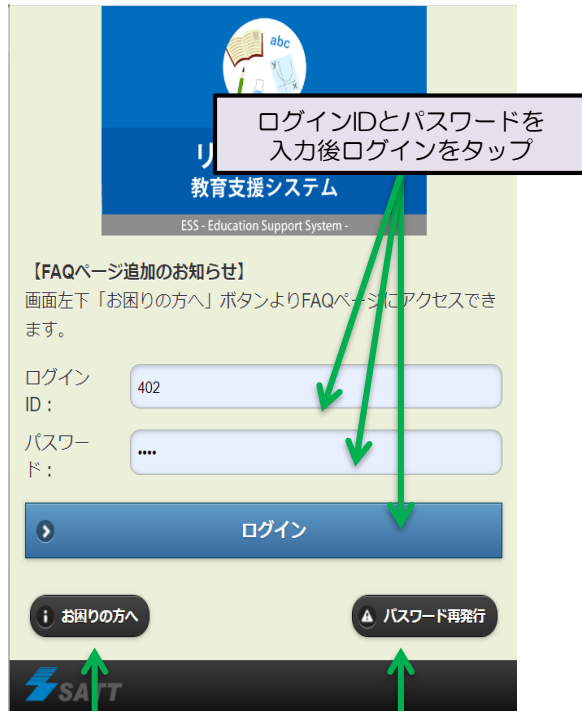 abc
y
x
ログインIDとパスワードを
入力後ログインをタップ
リ
教育支援システム
ESS - Education Support System -
【FAQページ追加のお知らせ】
画面左下「お困りの方へ」ボタンよりFAQページにアクセスでき
ます。
ログイン
ID：
402
パスワー
ド：
••••
ログイン
お困りの方へ
パスワード再発行
SATT